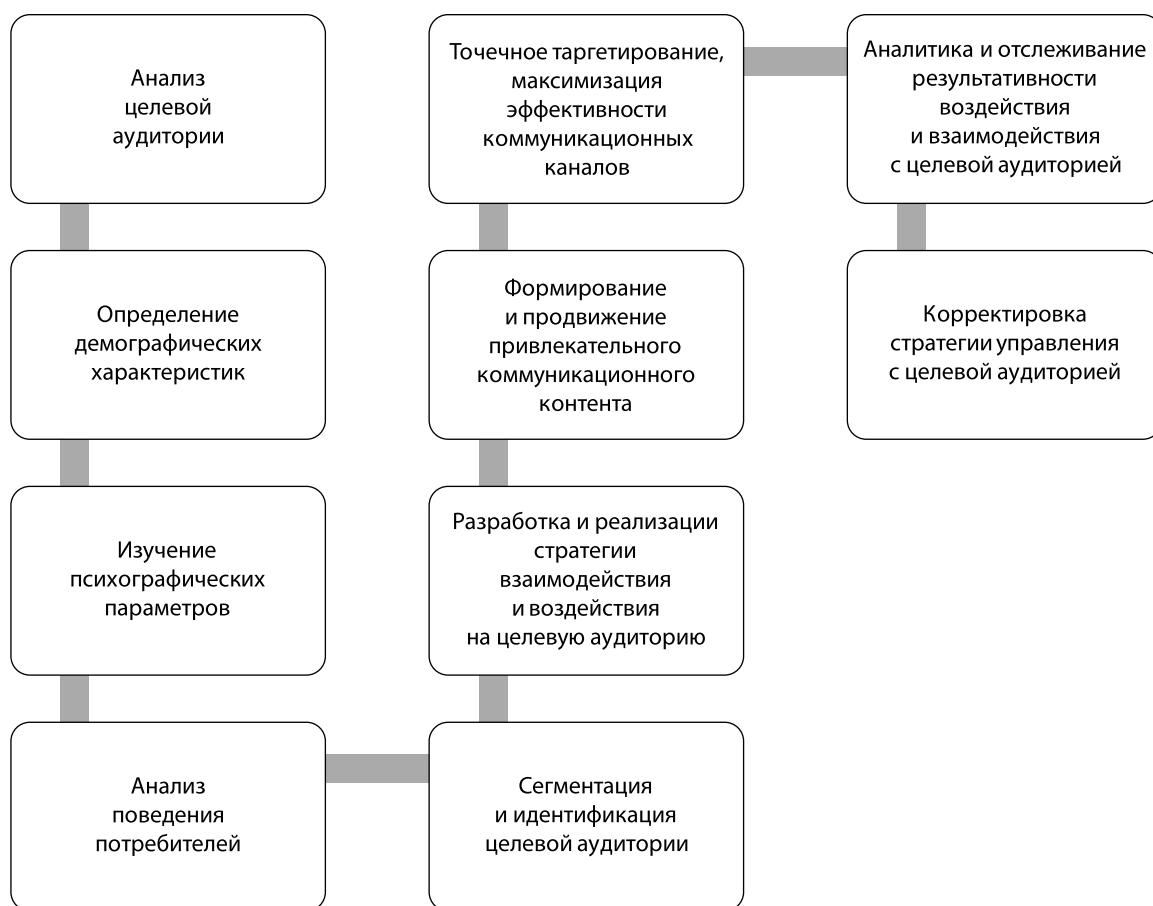 Анализ
целевой
аудитории
Определение
демографических
характеристик
Изучение
психографических
параметров
Анализ
поведения
потребителей
Сегментация
и идентификация
целевой аудитории
Разработка и реализации
стратегии
взаимодействия
и воздействия
на целевую аудиторию
Формирование
и продвижение
привлекательного
коммуникационного
контента
Точечное таргетирование,
максимизация
эффективности
коммуникационных
каналов
Аналитика и отслеживание
результативности
воздействия
и взаимодействия
с целевой аудиторией
Корректировка
стратегии управления
с целевой аудиторией